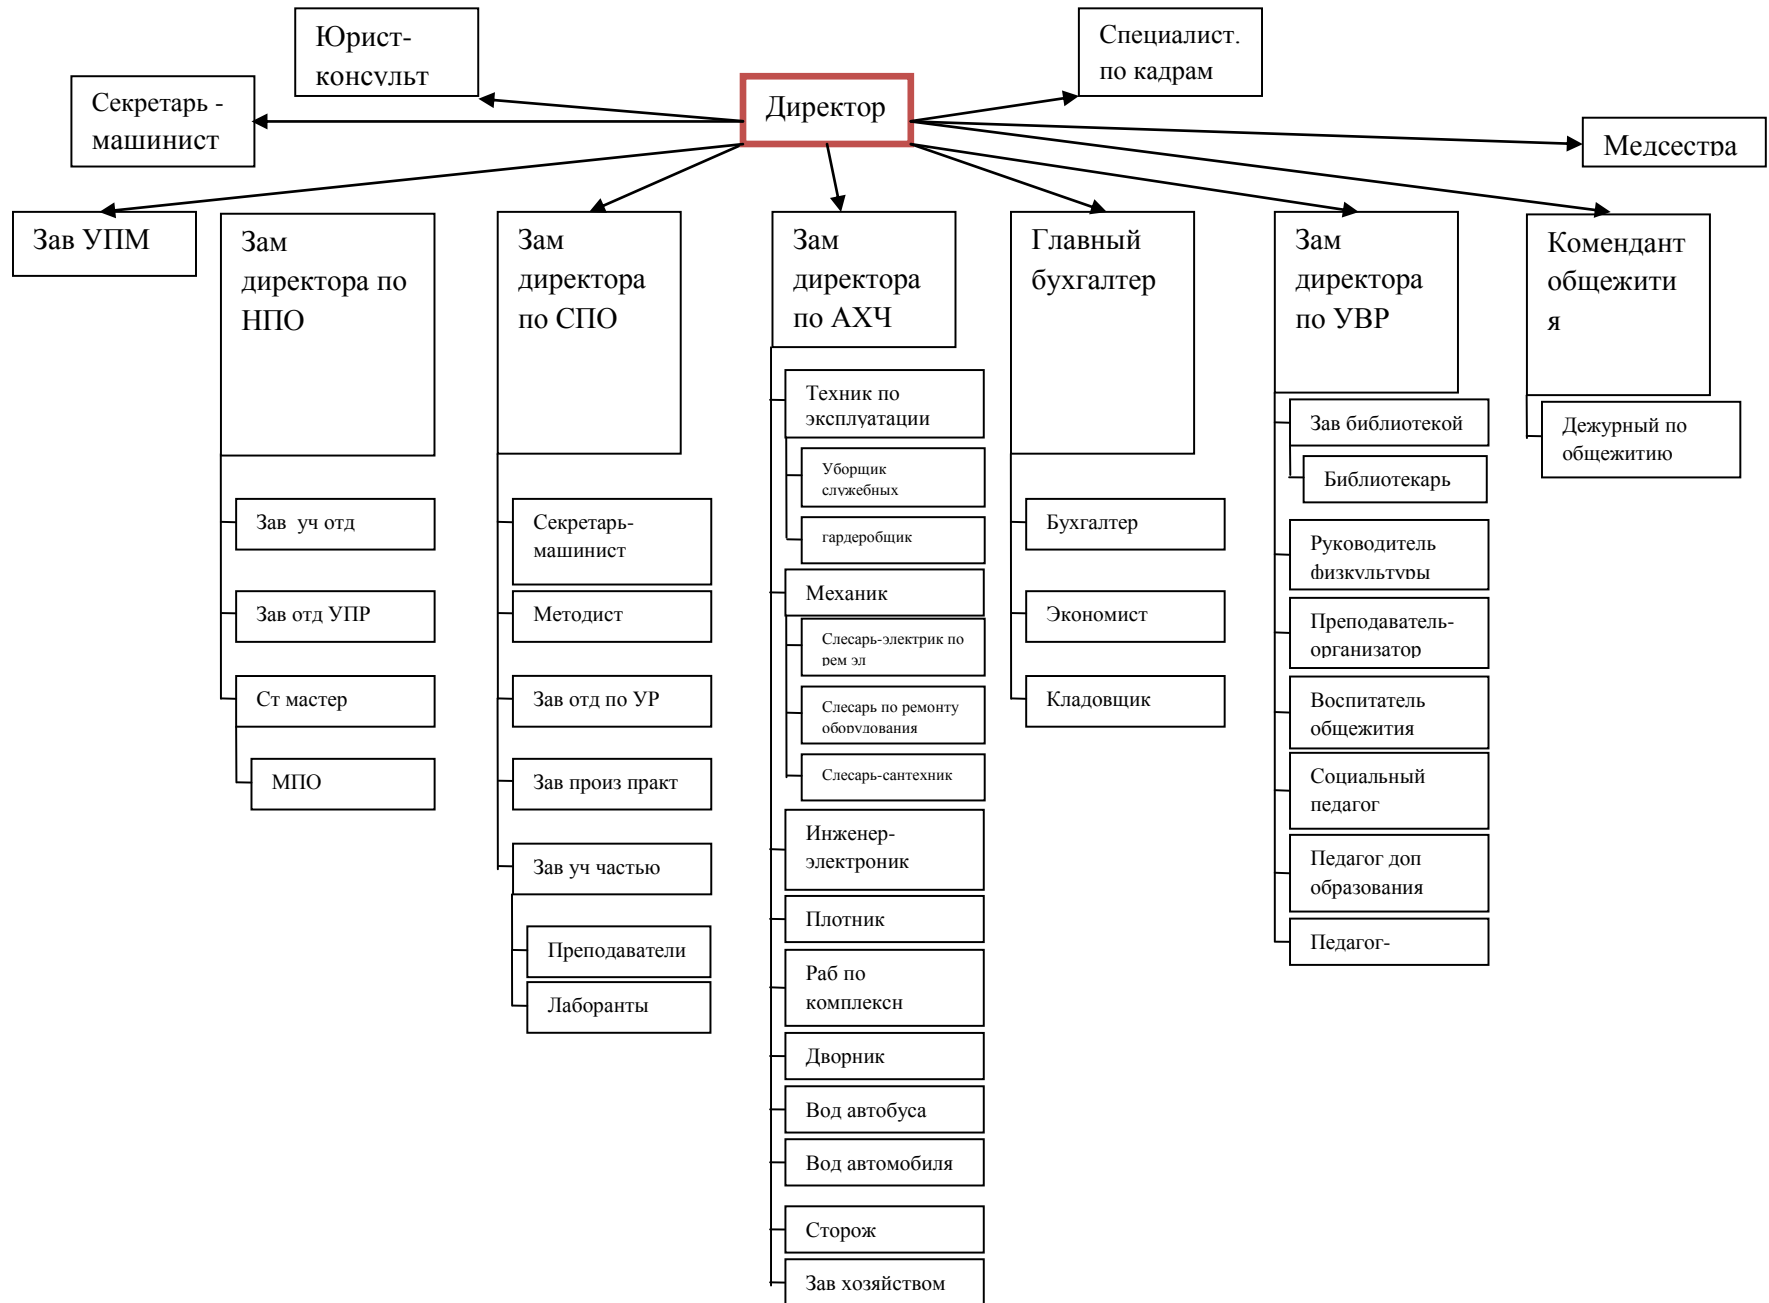 Юрист-
консульт
Специалист.
по кадрам
Секретарь -
машинист
Директор
Медсестра
Зав УПМ
Зам
директора по
НПО
Зав  уч отд
Зав отд УПР
Ст мастер
МПО
Зам
директора
по СПО
Секретарь-
машинист
Методист
Зав отд по УР
Зав произ практ
Зав уч частью
Преподаватели
Лаборанты
Зам
директора
по АХЧ
Техник по
эксплуатации
Уборщик
служебных
гардеробщик
Механик
Слесарь-электрик по
рем эл
Слесарь по ремонту
оборудования
Слесарь-сантехник
Инженер-
электроник
Плотник
Раб по
комплексн
Дворник
Вод автобуса
Вод автомобиля
Сторож
Зав хозяйством
Главный
бухгалтер
Бухгалтер
Экономист
Кладовщик
Зам
директора
по УВР
Зав библиотекой
Библиотекарь
Руководитель
физкультуры
Преподаватель-
организатор
Воспитатель
общежития
Социальный
педагог
Педагог доп
образования
Педагог-
Комендант
общежити
я
Дежурный по
общежитию